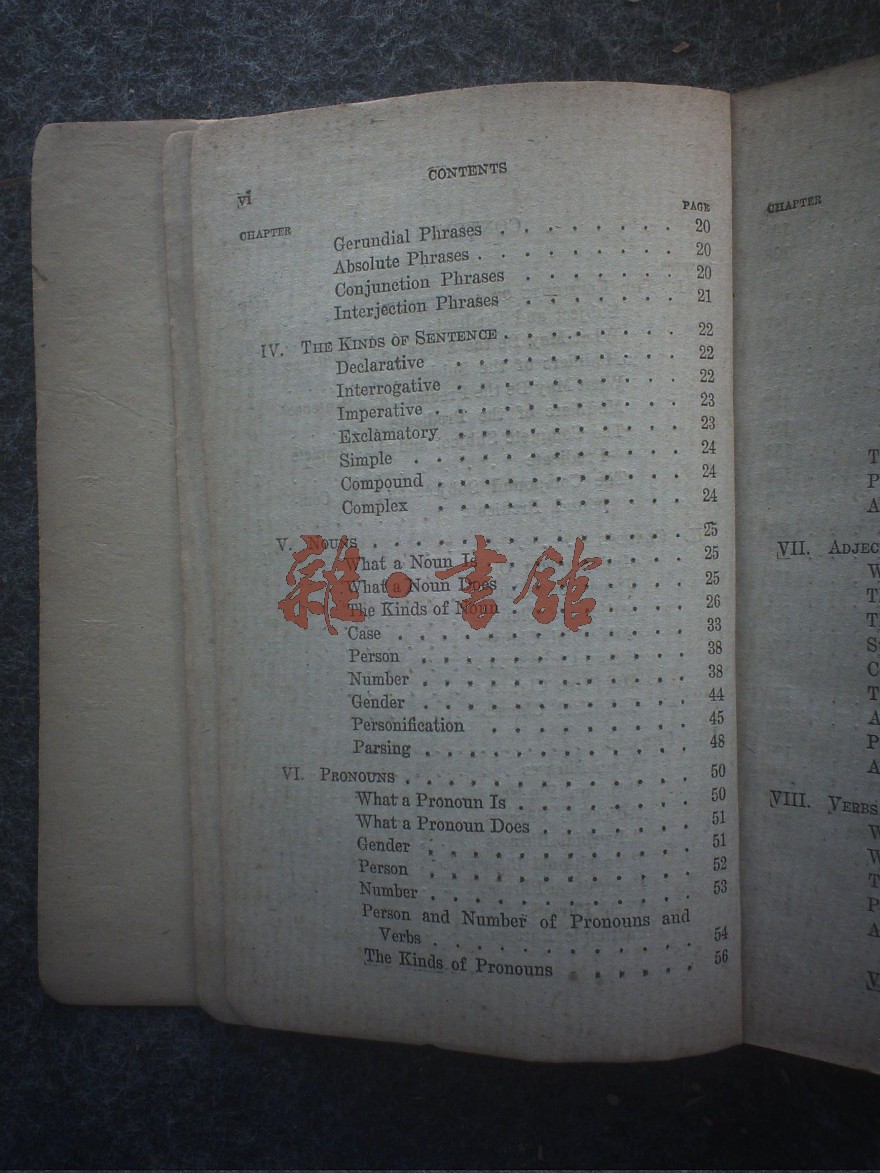 CONTENTS
vi
CHAPTER PAGE
Gerundial Phrases . . . . . . . . 20
Absolute Phrases . . . . . . . . . 20
Conjunction Phrases . . . . . . . 20
Interjection Phrases . . . . . . . 21
IV. THE KINDS OF SENTENCE . . . . . . . . 22
Declarative . . . . . . . . . . 22
Interrogative . . . . . . . . . . 22
Imperative . . . . . . . . . . . 23
Exclamatory . . . . . . . . . . 23
Simple . . . . . . . . . . . . 24
Compound . . . . . . . . . . . 24
Complex . . . . . . . . . . . 24
V. NOUNS . . . . . . . . . . . . . . 25
What a Noun Is . . . . . . . . . 25
What a Noun Does . . . . . . . . 25
The Kinds of Noun . . . . . . . . 26
Case . . . . . . . . . . . . . 33
Person . . . . . . . . . . . . 38
Number . . . . . . . . . . . . 38
Gender . . . . . . . . . . . . 44
Personification . . . . . . . . . 45
Parsing . . . . . . . . . . . . 48
VI. PRONOUNS . . . . . . . . . . . . . 50
What a Pronoun Is . . . . . . . . 50
What a Pronoun Does . . . . . . . 51
Gender . . . . . . . . . . . . 51
Person . . . . . . . . . . . . 52
Number . . . . . . . . . . . . 53
Person and Number of Pronouns and
Verbs . . . . . . . . . . . . 54
The Kinds of Pronouns . . . . . . 56
雜·書館
CHAPTER
VII. ADJEC
VIII. VERBS